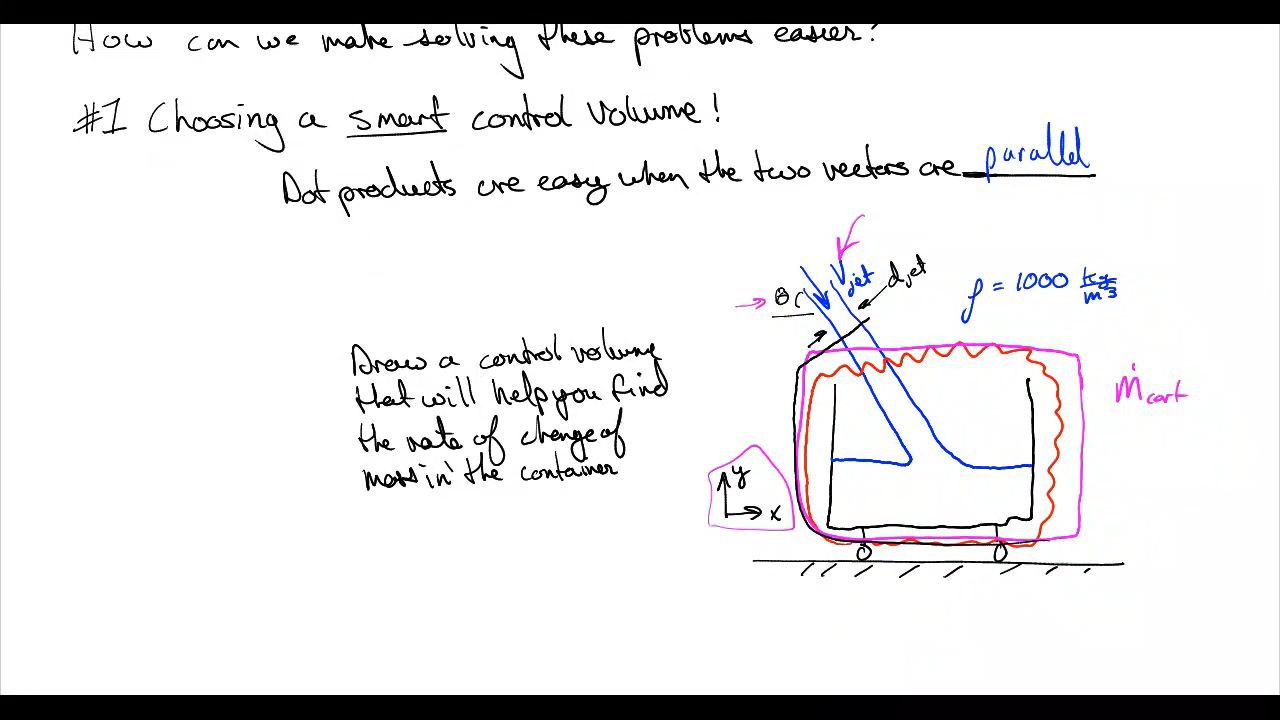 How can we make solving these problems easier?
#1 Choosing a smart control volume!
Dot products are easy when the two vectors are parallel
jet
djet
θ
ρ = 1000 kg/m³
Draw a control volume
that will help you find
the rate of change of
mass in the container
ṁcart
y
x